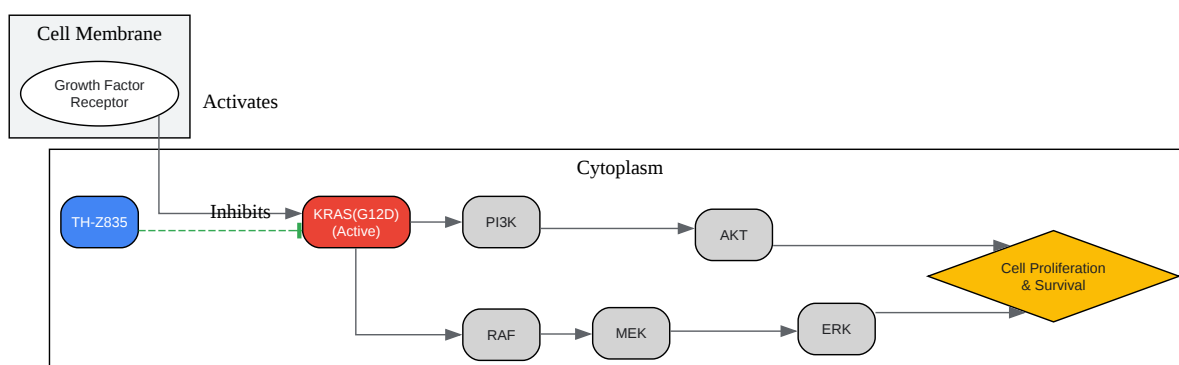 Cell Membrane
Growth Factor
Receptor
Activates
Cytoplasm
TH-Z835
Inhibits
KRAS(G12D)
(Active)
PI3K
AKT
Cell Proliferation
& Survival
RAF
MEK
ERK